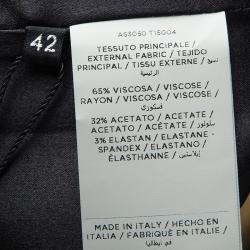 42
AS3050 T15004
TESSUTO PRINCIPALE /
EXTERNAL FABRIC / TEJIDO
PRINCIPAL / TISSU EXTERNE / نسيج
الرئيسية
65% VISCOSA / VISCOSE /
RAYON / VISCOSA / VISCOSE /
فسكوزي
32% ACETATO / ACETATE /
ACETATO / ACÉTATE / سلولوز /
3% ELASTAN / ELASTANE -
SPANDEX / ELASTANO /
ÉLASTHANNE / إيلاستين
MADE IN ITALY / HECHO EN
ITALIA / FABRIQUÉ EN
ITALIE / إيطاليا